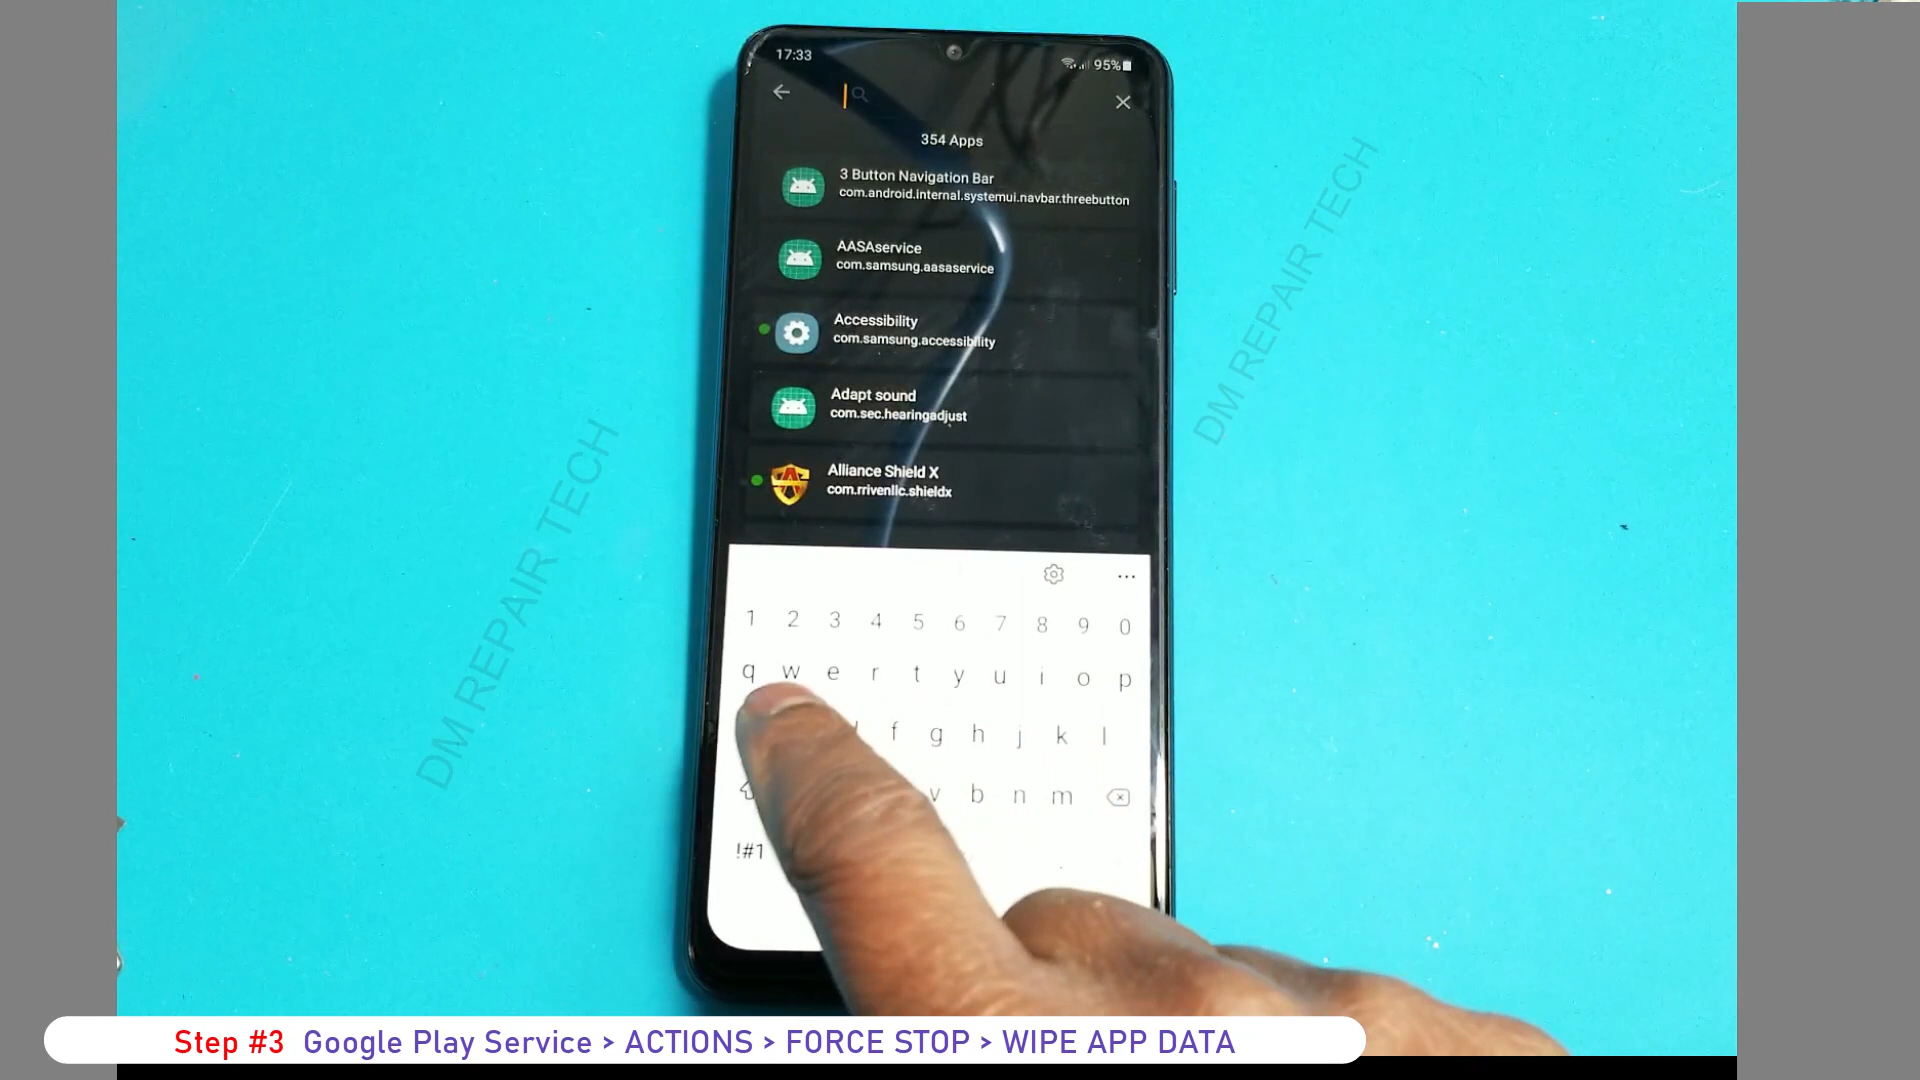 17:33
95%
354 Apps
3 Button Navigation Bar
com.android.internal.systemui.navbar.threebutton
AASAservice
com.samsung.aasaservice
Accessibility
com.samsung.accessibility
Adapt sound
com.sec.hearingadjust
Alliance Shield X
com.rrivenllc.shieldx
1 2 3 4 5 6 7 8 9 0
q w e r t y u i o p
f g h j k l
v b n m
!#1
DM REPAIR TECH
DM REPAIR TECH
Step #3 Google Play Service > ACTIONS > FORCE STOP > WIPE APP DATA